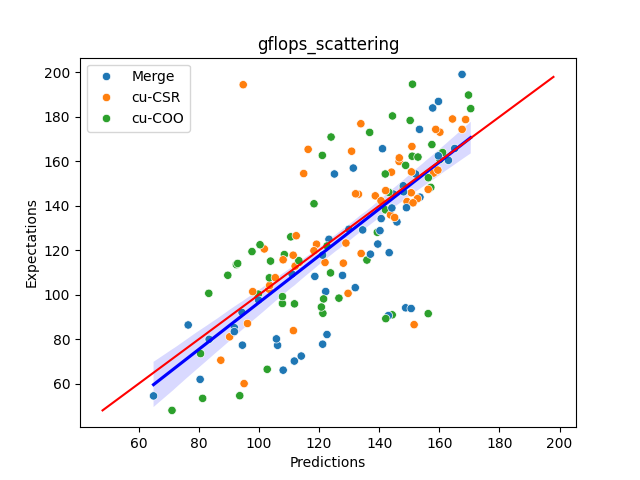 gflops_scattering
Merge
cu-CSR
cu-COO
Expectations
200
180
160
140
120
100
80
60
60 80 100 120 140 160 180 200
Predictions